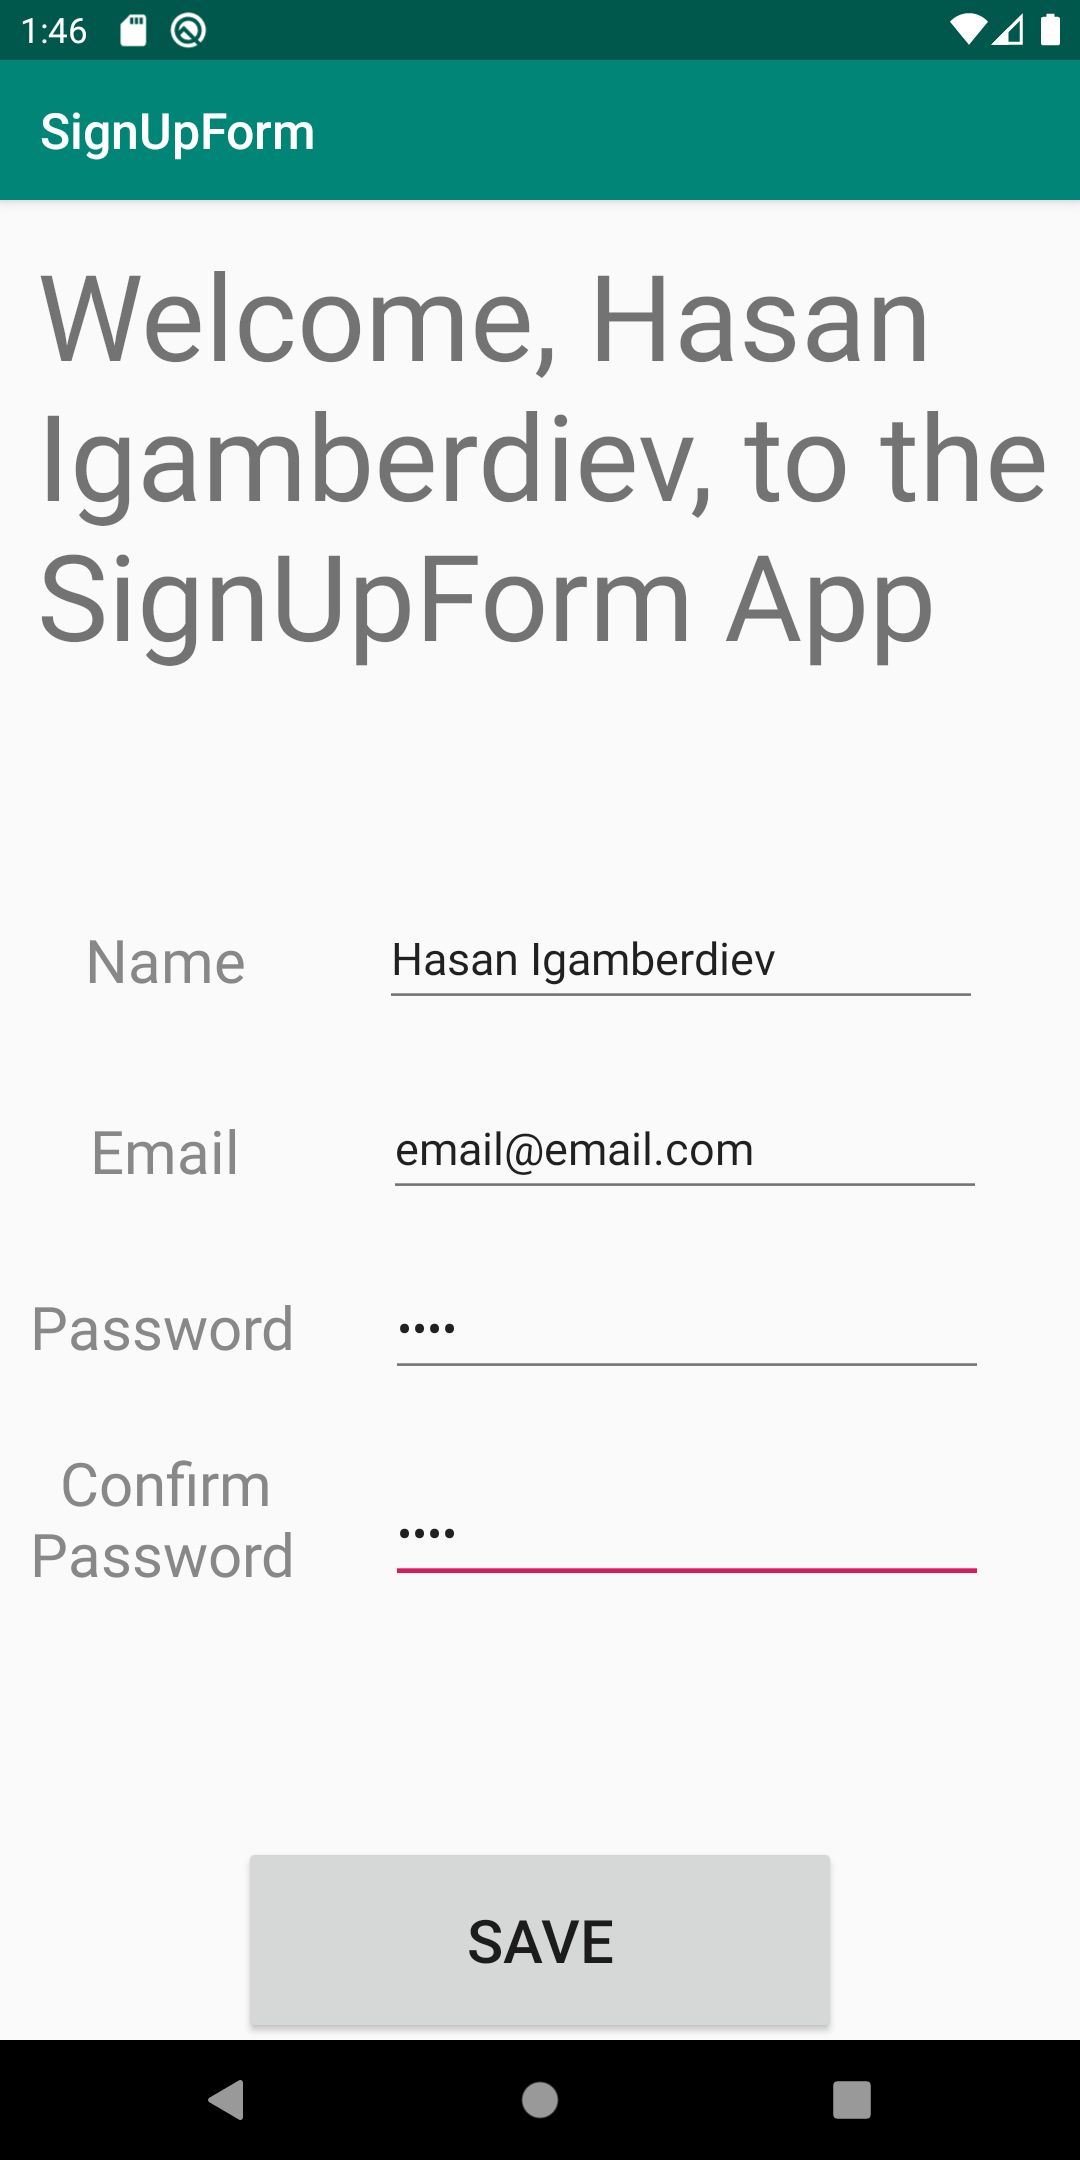 1:46
SignUpForm
Welcome, Hasan
Igamberdiev, to the
SignUpForm App
Name
Hasan Igamberdiev
Email
email@email.com
Password
••••
Confirm
Password
••••
SAVE